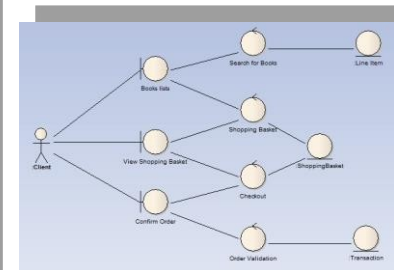 Search for Books
Line Item
Books lists
Shopping Basket
Client
View Shopping Basket
ShoppingBasket
Checkout
Confirm Order
Order Validation
Transaction